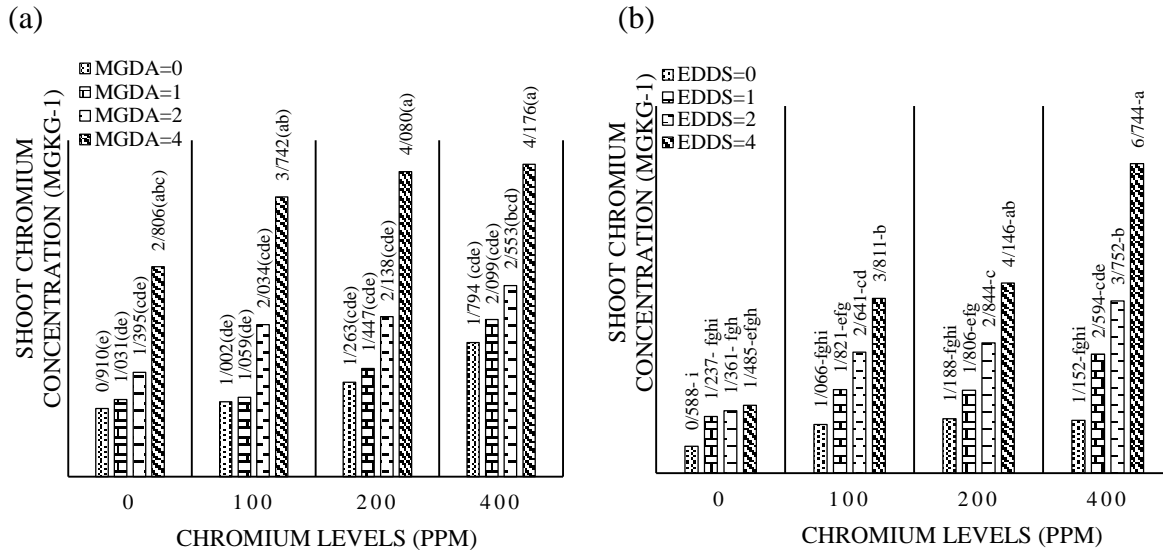 (a)
MGDA=0
MGDA=1
MGDA=2
MGDA=4
SHOOT CHROMIUM
CONCENTRATION (MGKG-1)
0/910(e)
1/031(de)
1/395(cde)
2/806(abc)
1/002(de)
1/059(de)
2/034(cde)
3/742(ab)
1/263(cde)
1/447(cde)
2/138(cde)
4/080(a)
1/794 (cde)
2/099(cde)
2/553(bcd)
4/176(a)
0
100
200
400
CHROMIUM LEVELS (PPM)
(b)
EDDS=0
EDDS=1
EDDS=2
EDDS=4
SHOOT CHROMIUM
CONCENTRATION (MGKG-1)
0/588- i
1/237- fghi
1/361- fgh
1/485-efgh
1/066-fghi
1/821-efg
2/641-cd
3/811-b
1/188-fghi
1/806-efg
2/844-c
4/146-ab
1/152-fghi
2/594-cde
3/752-b
6/744-a
0
100
200
400
CHROMIUM LEVELS (PPM)